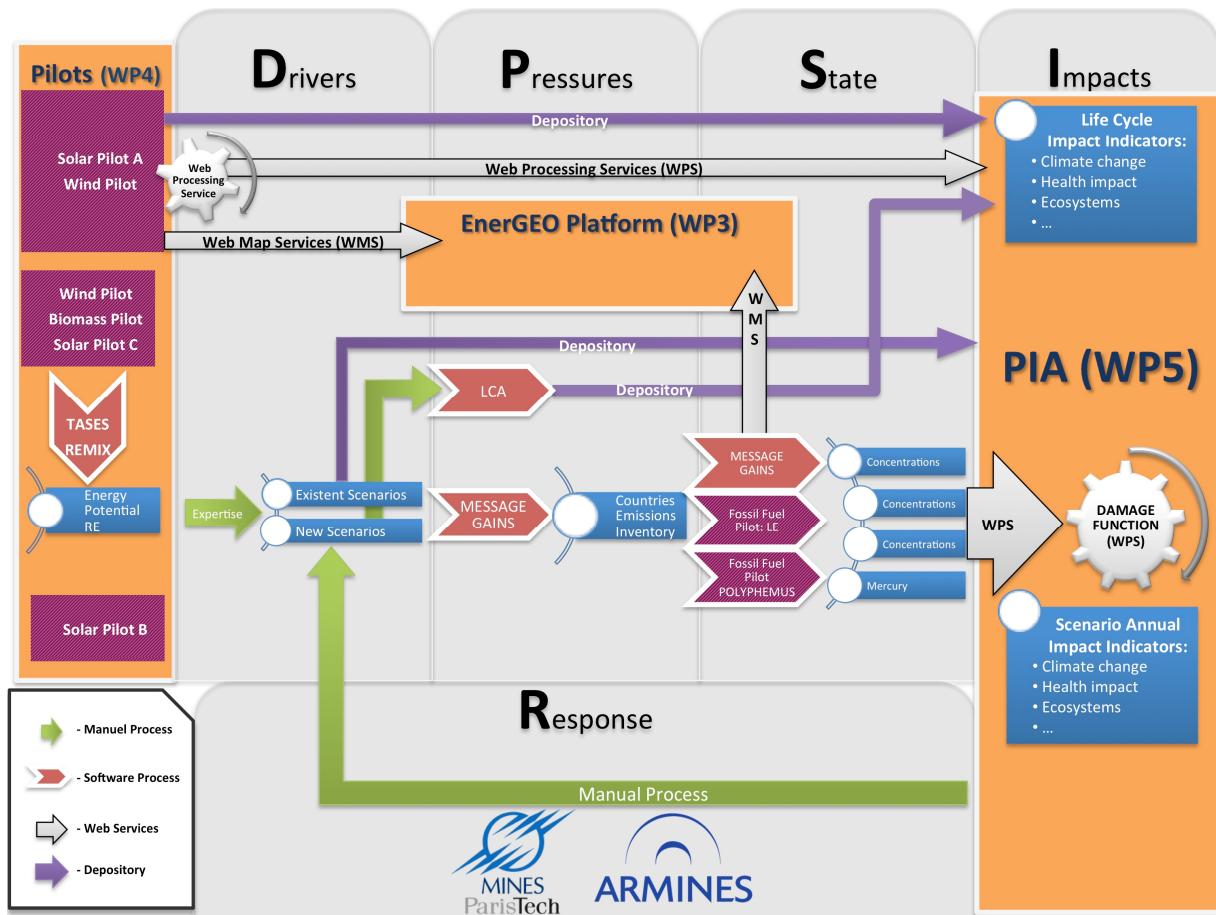 Pilots (WP4)
Drivers
Pressures
State
Impacts
Solar Pilot A
Wind Pilot
Web
Processing
Service
Depository
Web Processing Services (WPS)
Web Map Services (WMS)
EnerGEO Platform (WP3)
Life Cycle
Impact Indicators:
• Climate change
• Health impact
• Ecosystems
• ...
Wind Pilot
Biomass Pilot
Solar Pilot C
W
M
S
Depository
LCA
Depository
PIA (WP5)
TASES
REMIX
Energy
Potential
RE
Expertise
Existent Scenarios
New Scenarios
MESSAGE
GAINS
Countries
Emissions
Inventory
MESSAGE
GAINS
Fossil Fuel
Pilot: LE
Fossil Fuel
Pilot
POLYPHEMUS
Concentrations
Concentrations
Concentrations
Mercury
WPS
DAMAGE
FUNCTION
(WPS)
Solar Pilot B
Scenario Annual
Impact Indicators:
• Climate change
• Health impact
• Ecosystems
• ...
Response
Manual Process
- Manuel Process
- Software Process
- Web Services
- Depository
MINES
ParisTech
ARMINES